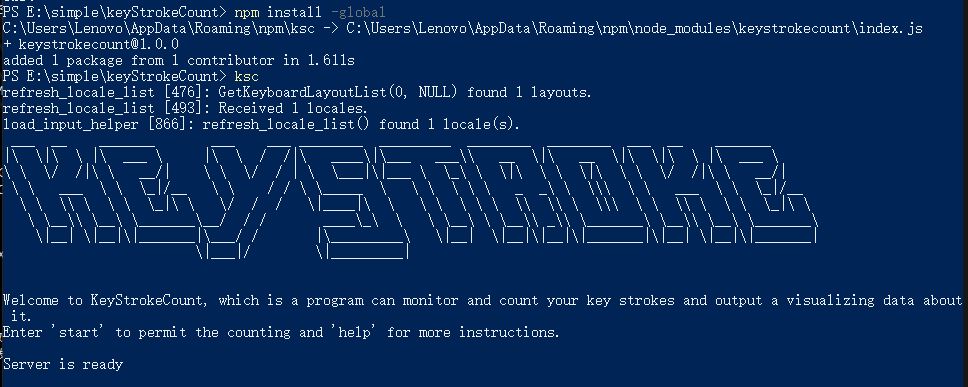 PS E:\simple\keyStrokeCount> npm install -global
C:\Users\Lenovo\AppData\Roaming\npm\ksc -> C:\Users\Lenovo\AppData\Roaming\npm\node_modules\keystrokecount\index.js
+ keystrokecount@1.0.0
added 1 package from 1 contributor in 1.611s
PS E:\simple\keyStrokeCount> ksc
refresh_locale_list [476]: GetKeyboardLayoutList(0, NULL) found 1 layouts.
refresh_locale_list [493]: Received 1 locales.
load_input_helper [866]: refresh_locale_list() found 1 locale(s).
KEYSTROKE
Welcome to KeyStrokeCount, which is a program can monitor and count your key strokes and output a visualizing data about
it.
Enter 'start' to permit the counting and 'help' for more instructions.
Server is ready